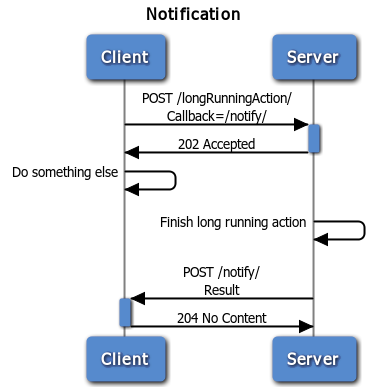 Notification
Client
Server
POST /longRunningAction/
Callback=/notify/
202 Accepted
Do something else
Finish long running action
POST /notify/
Result
204 No Content
Client
Server